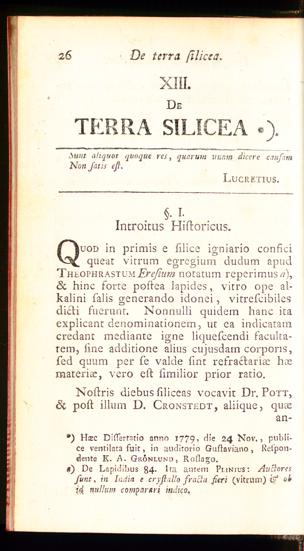 26 De terra silicea.
XIII.
DE
TERRA SILICEA *).
Sunt aliquot quoque res, quarum unam dicere causam
Non satis est.
LUCRETIUS.
§. I.
Introitus Historicus.
QUOD in primis e silice igniario confici
queat vitrum egregium dudum apud
THEOPHRASTUM Eresium notatum reperimus a),
& hinc forte postea lapides, vitro ope al-
kalini salis generando idonei, vitrescibiles
dicti fuerunt. Nonnulli quidem hanc ita
explicant denominationem, ut ea indicatam
credant mediante igne liquescendi faculta-
tem, sine additione alius cujusdam corporis,
sed quum per se valde sint refractariæ hæ
materiæ, vero est similior prior ratio.
Nostris diebus siliceas vocavit Dr. POTT,
& post illum D. CRONSTEDT, aliique, quæ
an-
*) Hæc Dissertatio anno 1779, die 24 Nov., publi-
ce ventilata fuit, in auditorio Gustaviano, Respon-
dente K. A. GRÖNLUND, Roslago.
a) De Lapidibus 84. Ita autem PLINIUS: Auctores
sunt, in India e crystallo fracta fieri (vitrum) & ob
id nullum comparari indico.